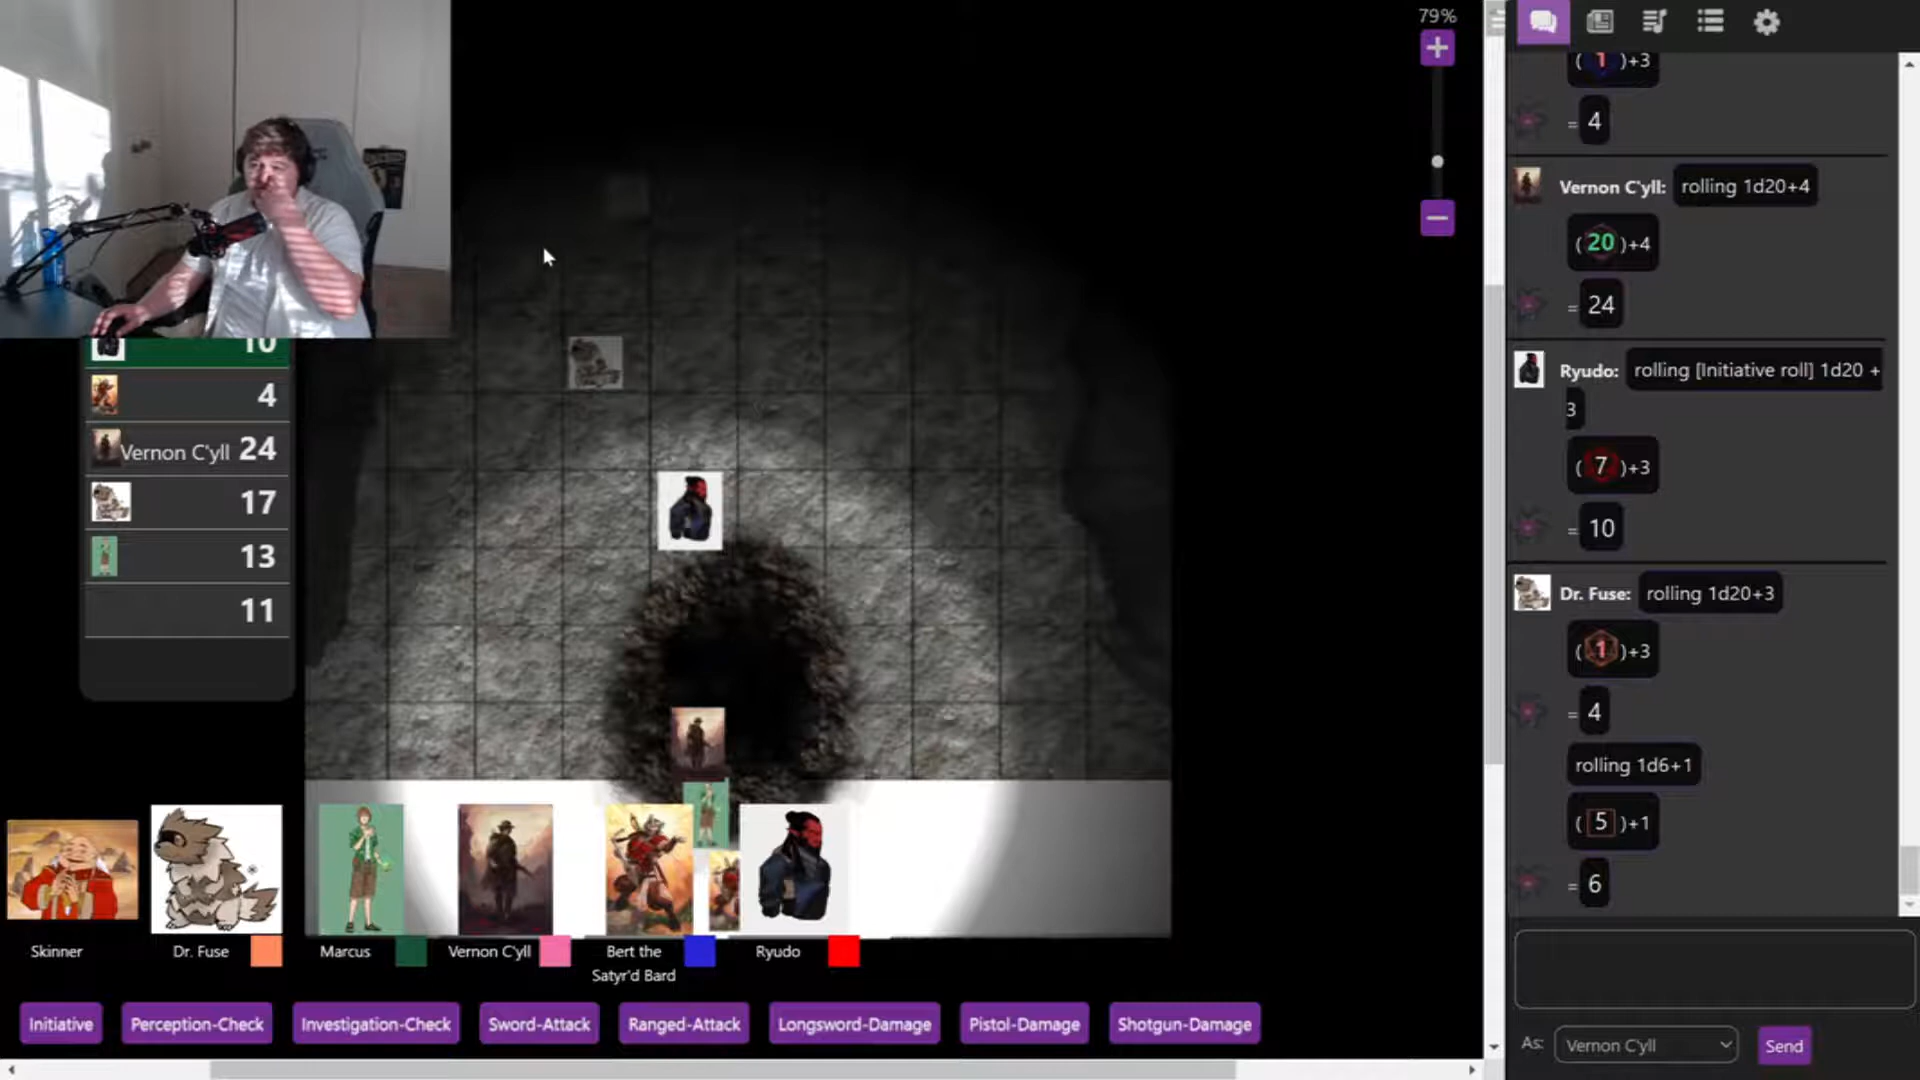 79%
10
4
Vernon C'yll 24
17
13
11
Skinner
Dr. Fuse
Marcus
Vernon C'yll
Bert the
Satyr'd Bard
Ryudo
Initiative
Perception-Check
Investigation-Check
Sword-Attack
Ranged-Attack
Longsword-Damage
Pistol-Damage
Shotgun-Damage
(1)+3
= 4
Vernon C'yll: rolling 1d20+4
(20)+4
= 24
Ryudo: rolling [Initiative roll] 1d20 +
3
(7)+3
= 10
Dr. Fuse: rolling 1d20+3
(1)+3
= 4
rolling 1d6+1
(5)+1
= 6
As: Vernon C'yll
Send